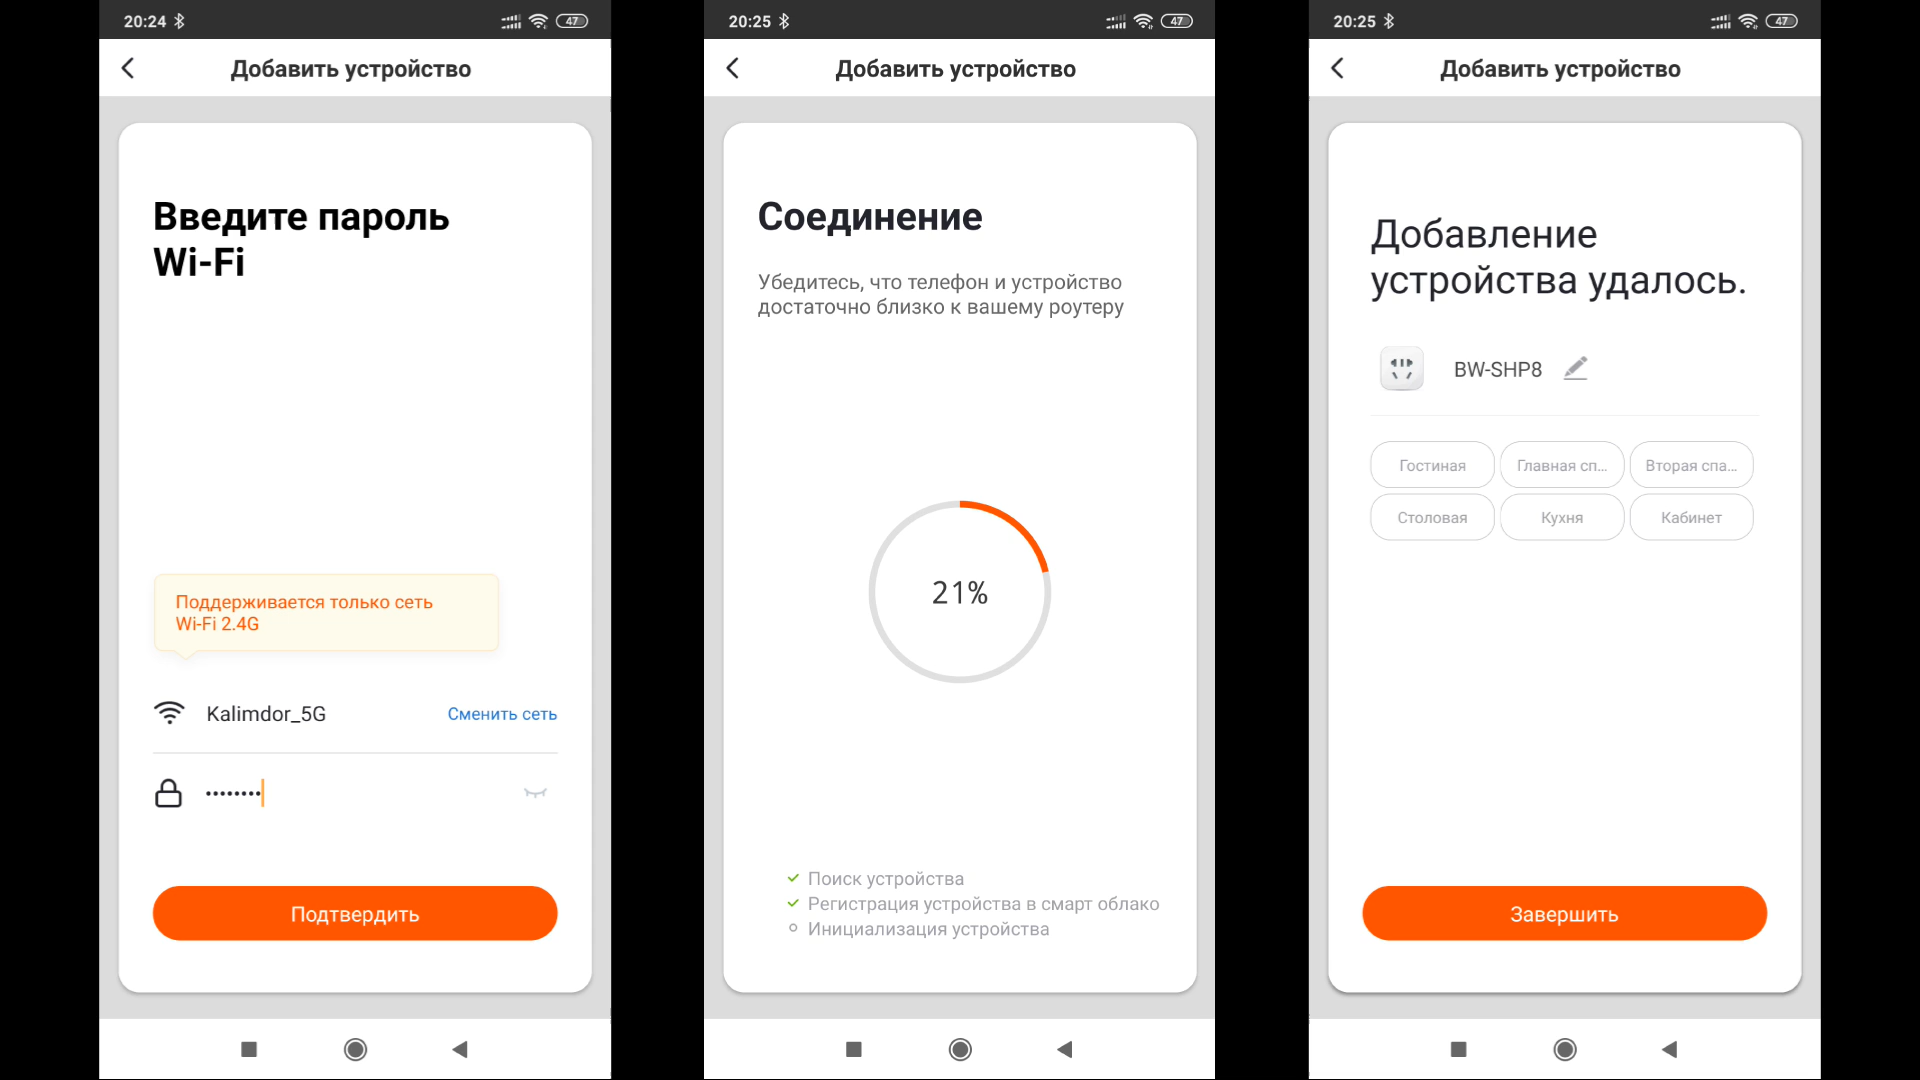 20:24
47
Добавить устройство
Введите пароль
Wi-Fi
Поддерживается только сеть
Wi-Fi 2.4G
Kalimdor_5G
Сменить сеть
••••••••
Подтвердить
20:25
47
Добавить устройство
Соединение
Убедитесь, что телефон и устройство
достаточно близко к вашему роутеру
21%
Поиск устройства
Регистрация устройства в смарт облако
Инициализация устройства
20:25
47
Добавить устройство
Добавление
устройства удалось.
BW-SHP8
Гостиная
Главная сп...
Вторая спа...
Столовая
Кухня
Кабинет
Завершить